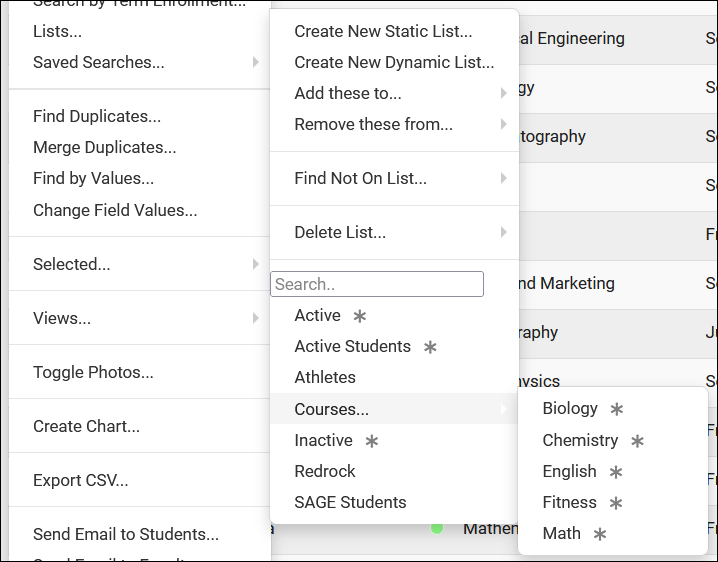 Search by Term Enrollment...
Lists...
Saved Searches...
Find Duplicates...
Merge Duplicates...
Find by Values...
Change Field Values...
Selected...
Views...
Toggle Photos...
Create Chart...
Export CSV...
Send Email to Students...
Create New Static List...
Create New Dynamic List...
Add these to...
Remove these from...
Find Not On List...
Delete List...
Search..
Active *
Active Students *
Athletes
Courses...
Inactive *
Redrock
SAGE Students
Biology *
Chemistry *
English *
Fitness *
Math *
al Engineering
gy
tography
nd Marketing
raphy
ysics
Mathe